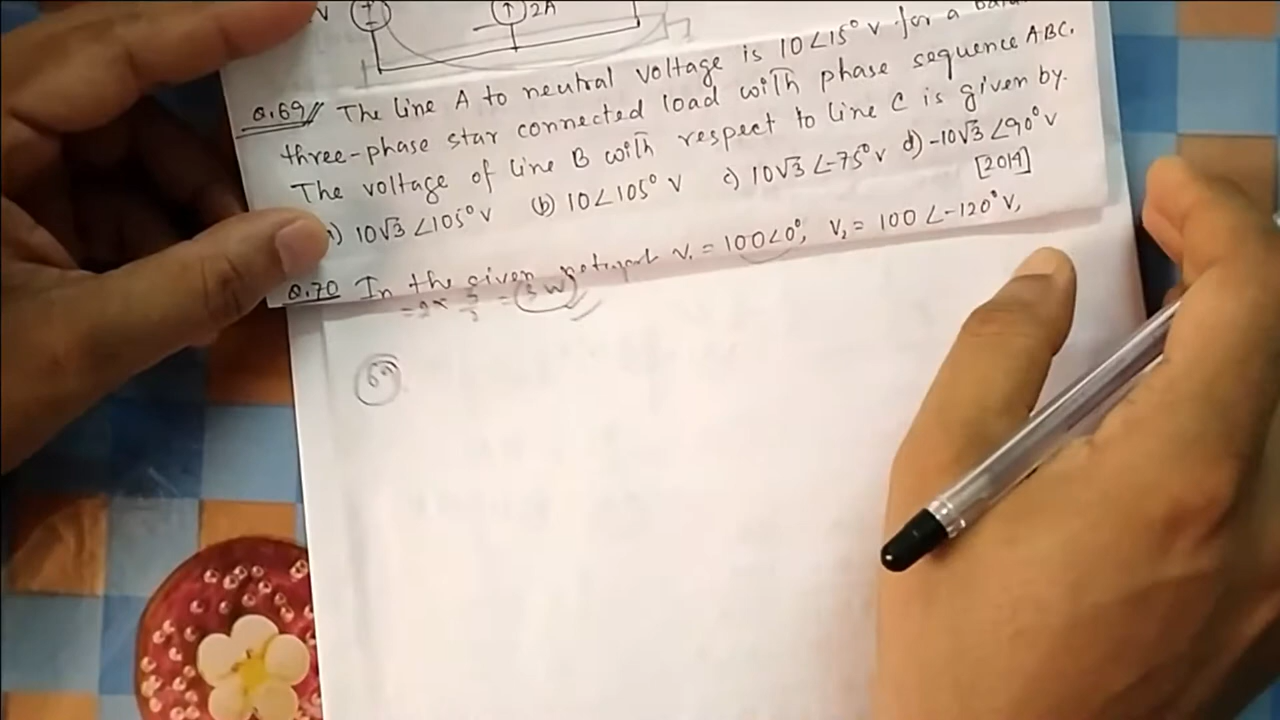 V
2A
Q.69// The line A to neutral voltage is 10∠15° V for a
three-phase star connected load with phase sequence ABC.
The voltage of line B with respect to line C is given by.
) 10√3 ∠105° V (b) 10∠105° V c) 10√3 ∠-75° V d) -10√3 ∠90° V
[2014]
Q.70 In the given network V₁ = 100∠0°, V₂ = 100 ∠-120° V,
69